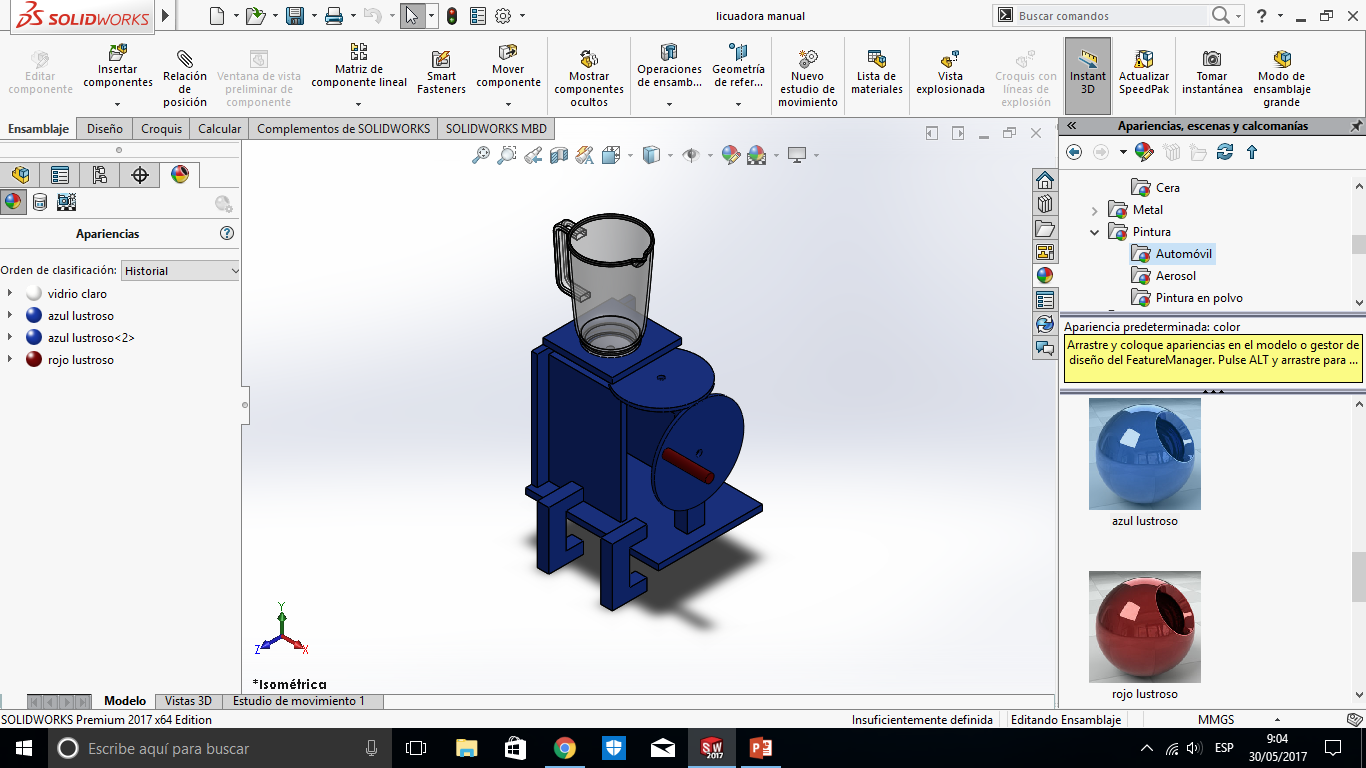 SOLIDWORKS
licuadora manual
Buscar comandos
Editar componente
Insertar componentes
Relación de posición
Ventana de vista preliminar de componente
Matriz de componente lineal
Smart Fasteners
Mover componente
Mostrar componentes ocultos
Operaciones de ensamb...
Geometría de refer...
Nuevo estudio de movimiento
Lista de materiales
Vista explosionada
Croquis con líneas de explosión
Instant 3D
Actualizar SpeedPak
Tomar instantánea
Modo de ensamblaje grande
Ensamblaje
Diseño
Croquis
Calcular
Complementos de SOLIDWORKS
SOLIDWORKS MBD
Apariencias
Orden de clasificación:
Historial
vidrio claro
azul lustroso
azul lustroso<2>
rojo lustroso
Y
Z
X
*Isométrica
Apariencias, escenas y calcomanías
Cera
Metal
Pintura
Automóvil
Aerosol
Pintura en polvo
Apariencia predeterminada: color
Arrastre y coloque apariencias en el modelo o gestor de
diseño del FeatureManager. Pulse ALT y arrastre para ...
azul lustroso
rojo lustroso
Modelo
Vistas 3D
Estudio de movimiento 1
SOLIDWORKS Premium 2017 x64 Edition
Insuficientemente definida
Editando Ensamblaje
MMGS
Escribe aquí para buscar
SW
2017
ESP
9:04
30/05/2017